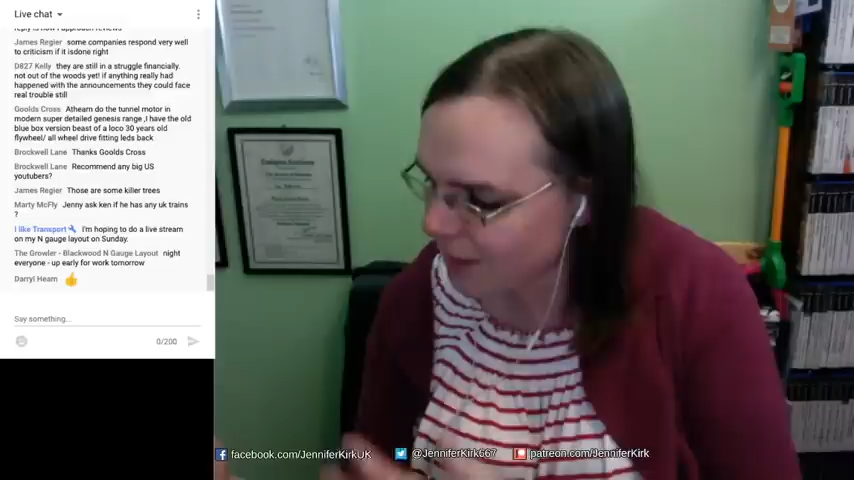 Live chat
James Regier some companies respond very well
to criticism if it isdone right
D827 Kelly they are still in a struggle financially.
not out of the woods yet! if anything really had
happened with the announcements they could face
real trouble still
Goolds Cross Athearn do the tunnel motor in
modern super detailed genesis range ,I have the old
blue box version beast of a loco 30 years old
flywheel/ all wheel drive fitting leds back
Brockwell Lane Thanks Goolds Cross
Brockwell Lane Recommend any big US
youtubers?
James Regier Those are some killer trees
Marty McFly Jenny ask ken if he has any uk trains
?
I like Transport I'm hoping to do a live stream
on my N gauge layout on Sunday.
The Growler - Blackwood N Gauge Layout night
everyone - up early for work tomorrow
Darryl Hearn
Say something...
0/200
facebook.com/JenniferKirkUK
@JenniferKirk667
patreon.com/JenniferKirk